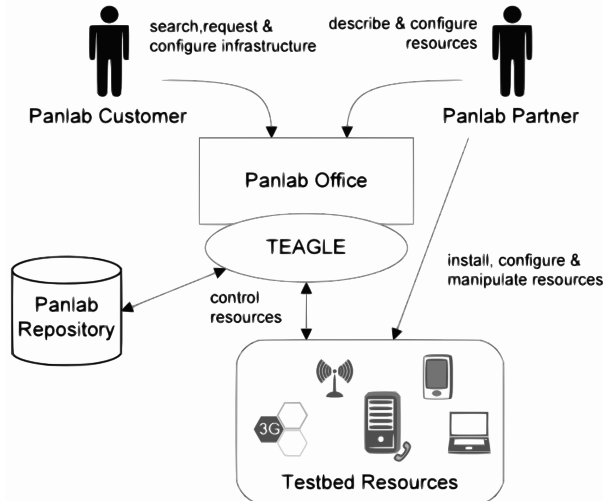 search,request &
configure infrastructure
describe & configure
resources
Panlab Customer
Panlab Partner
Panlab Office
TEAGLE
install, configure &
manipulate resources
Panlab
Repository
control
resources
3G
Testbed Resources